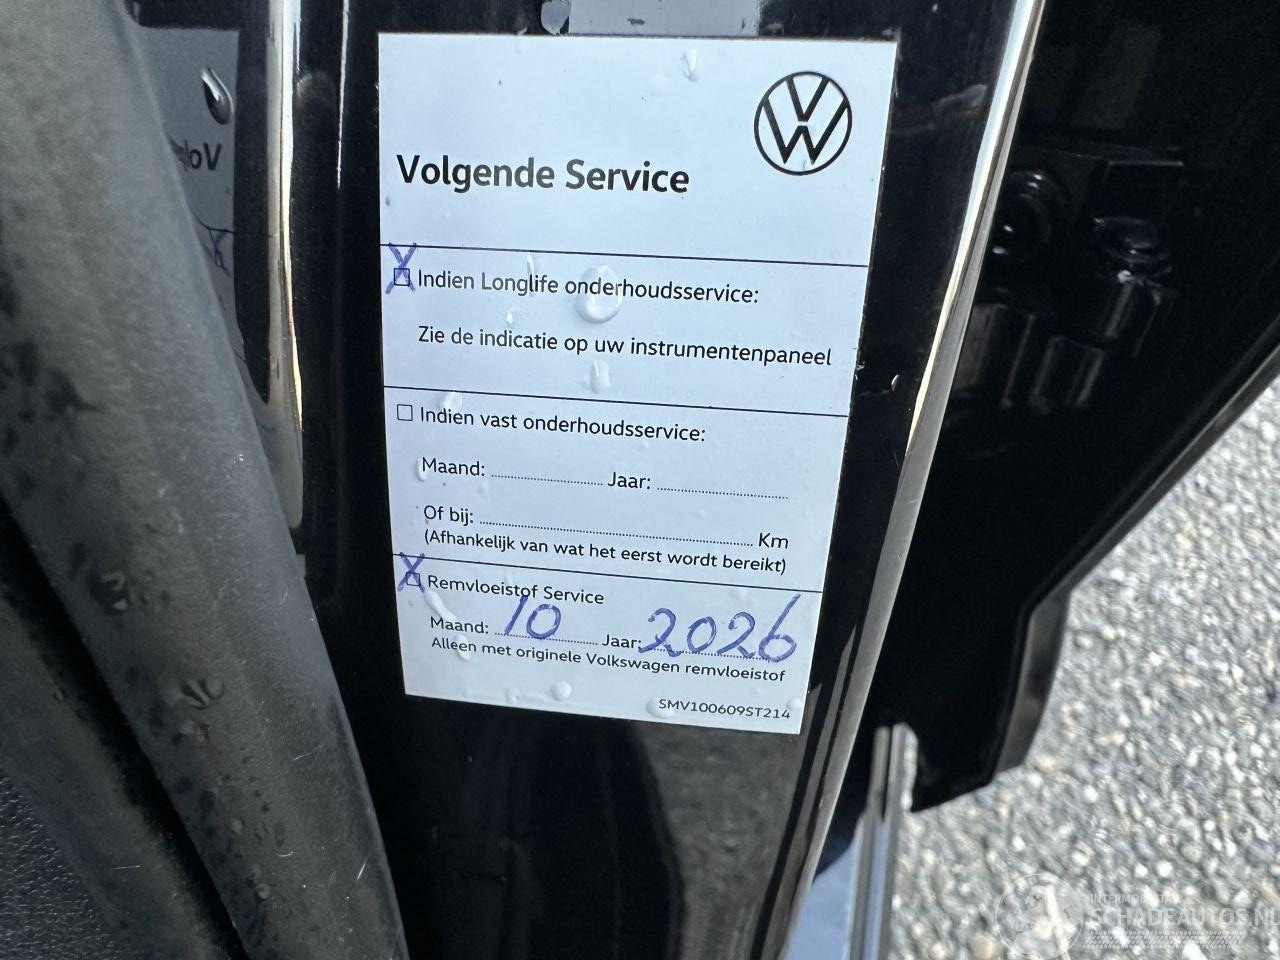 Volgende Service
X □ Indien Longlife onderhoudsservice:
Zie de indicatie op uw instrumentenpaneel
□ Indien vast onderhoudsservice:
Maand: .................... Jaar: ....................
Of bij: .................... Km
(Afhankelijk van wat het eerst wordt bereikt)
X □ Remvloeistof Service
Maand: 10 Jaar: 2026
Alleen met originele Volkswagen remvloeistof
SMV100609ST214
SCHADEAUTOS.NL